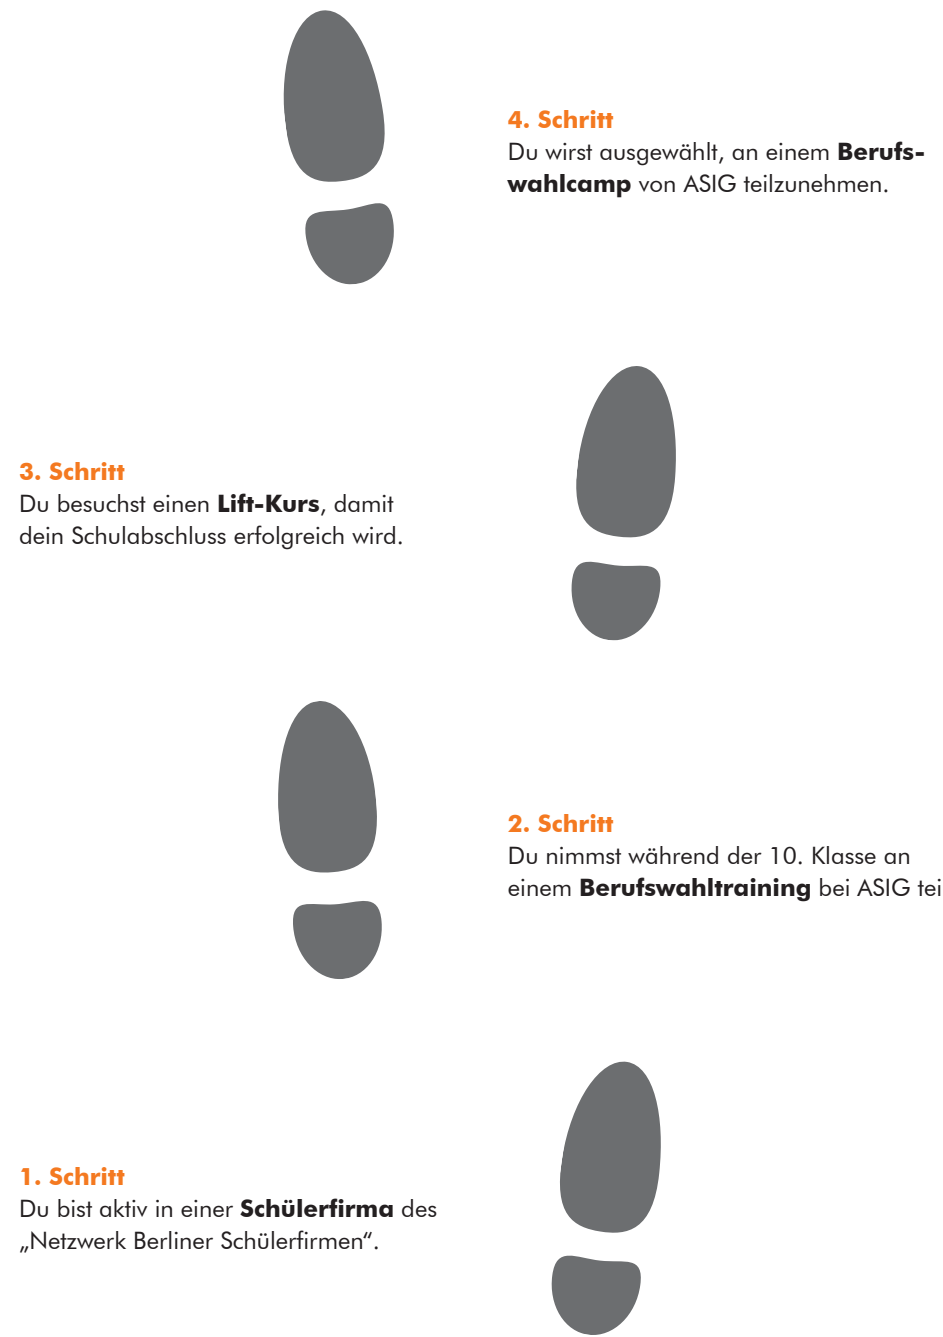 4. Schritt
Du wirst ausgewählt, an einem Berufs-
wahlcamp von ASIG teilzunehmen.
3. Schritt
Du besuchst einen Lift-Kurs, damit
dein Schulabschluss erfolgreich wird.
2. Schritt
Du nimmst während der 10. Klasse an
einem Berufswahltraining bei ASIG tei
1. Schritt
Du bist aktiv in einer Schülerfirma des
„Netzwerk Berliner Schülerfirmen“.